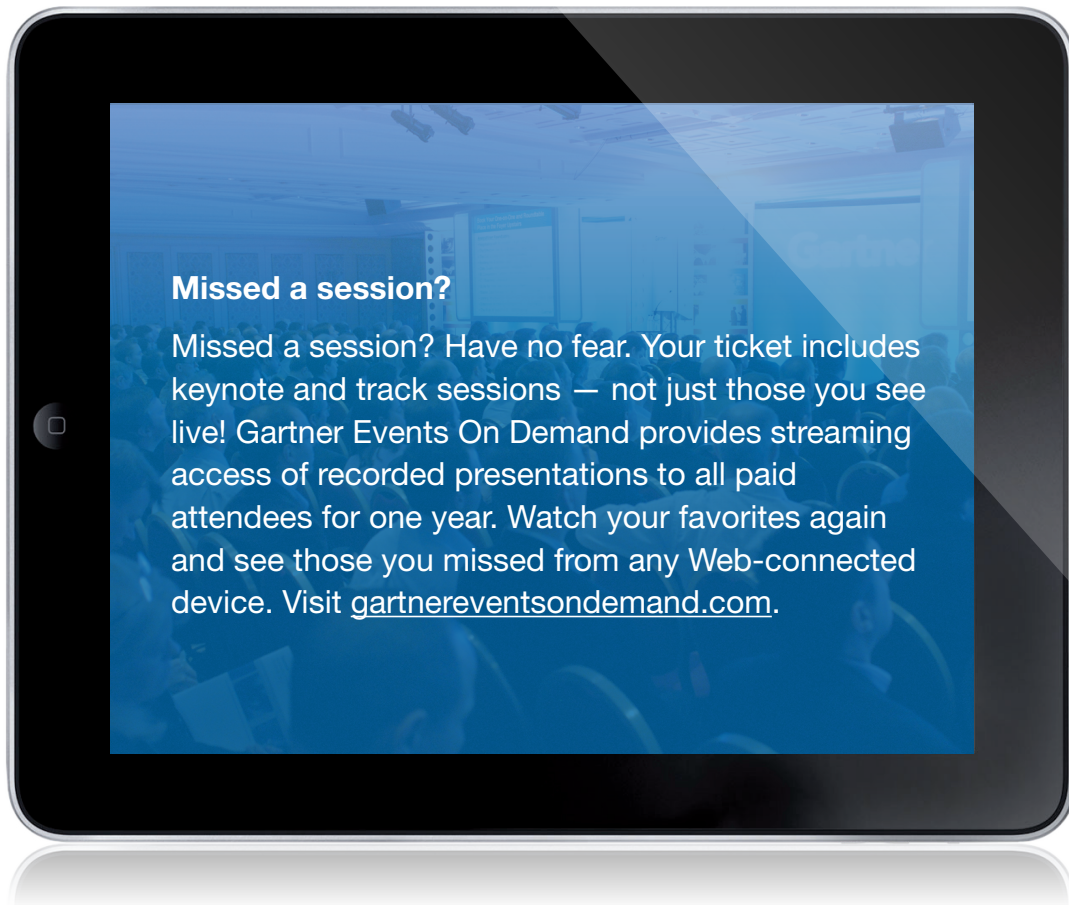 Missed a session?
Missed a session? Have no fear. Your ticket includes
keynote and track sessions — not just those you see
live! Gartner Events On Demand provides streaming
access of recorded presentations to all paid
attendees for one year. Watch your favorites again
and see those you missed from any Web-connected
device. Visit gartnereventsondemand.com.
Gartner